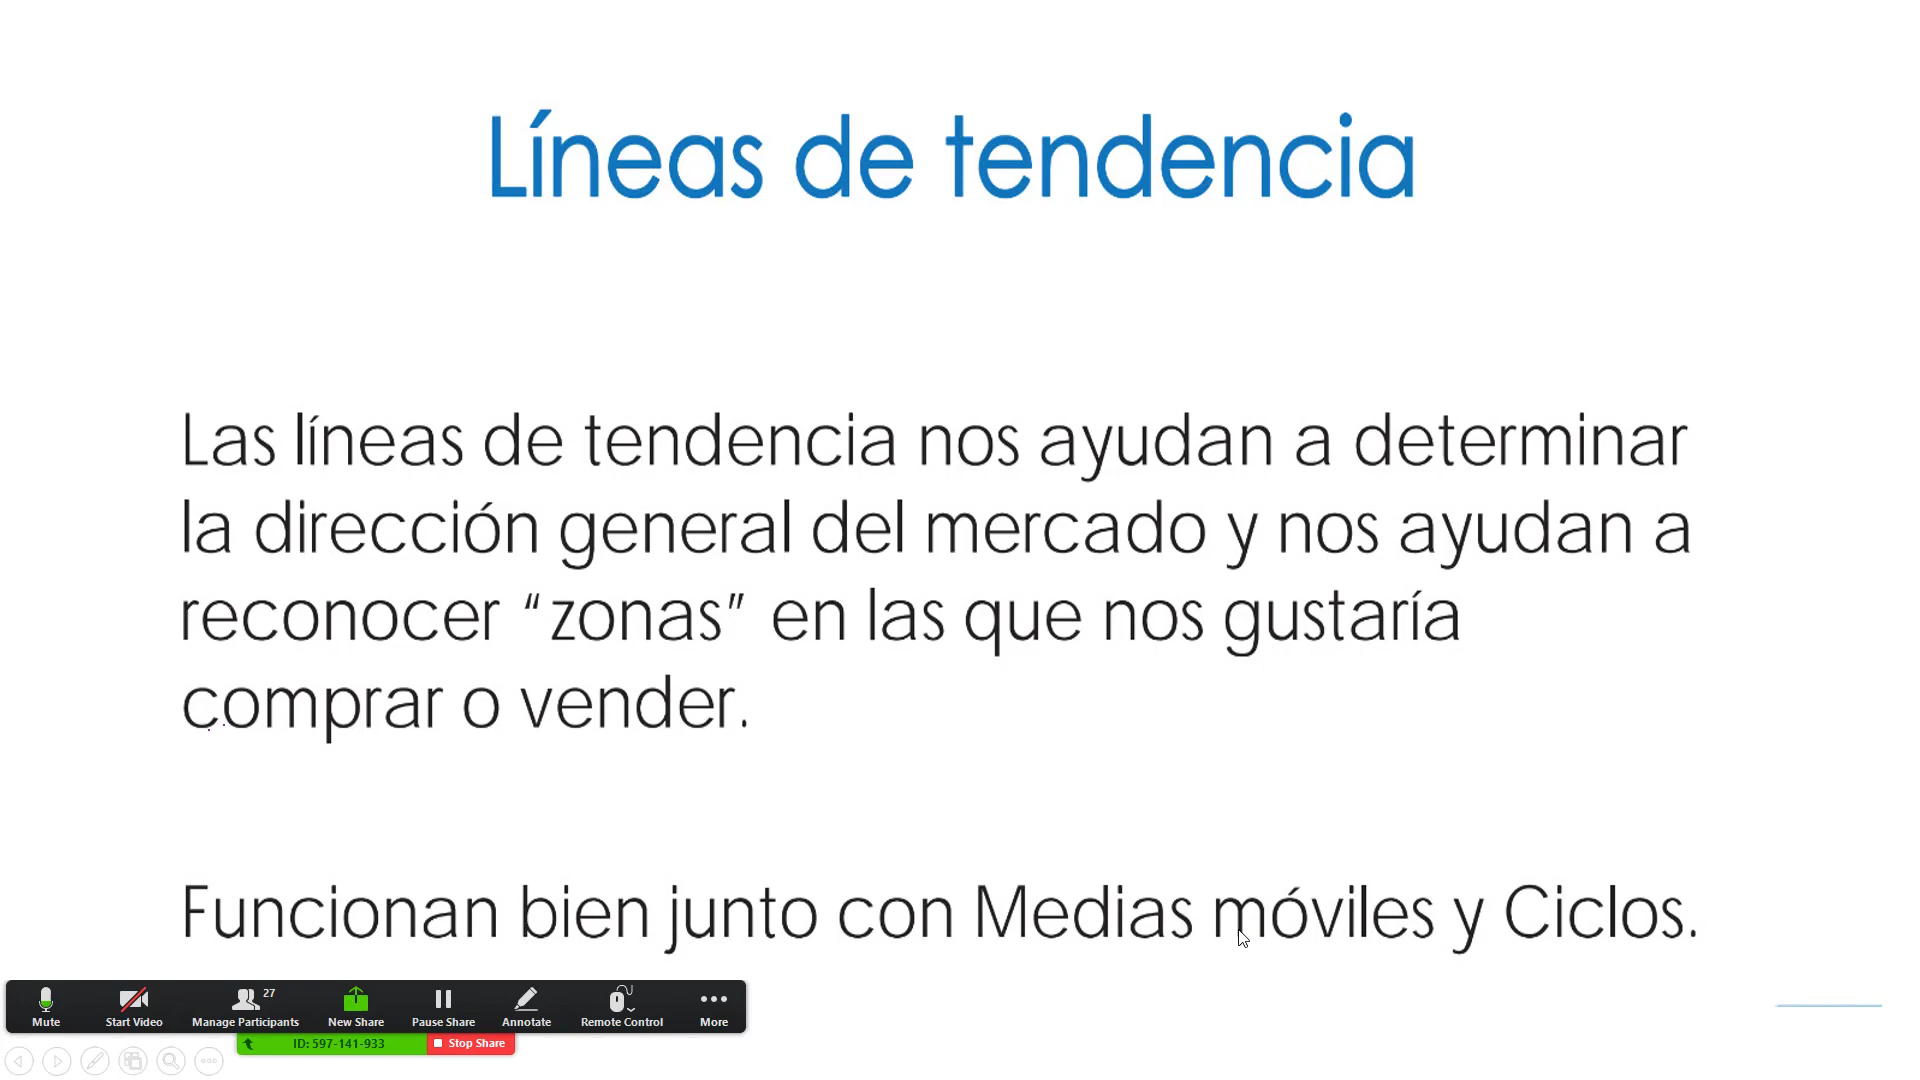 Líneas de tendencia
Las líneas de tendencia nos ayudan a determinar
la dirección general del mercado y nos ayudan a
reconocer “zonas” en las que nos gustaría
comprar o vender.
Funcionan bien junto con Medias móviles y Ciclos.
27
Mute Start Video Manage Participants New Share Pause Share Annotate Remote Control More
ID: 597-141-933 Stop Share